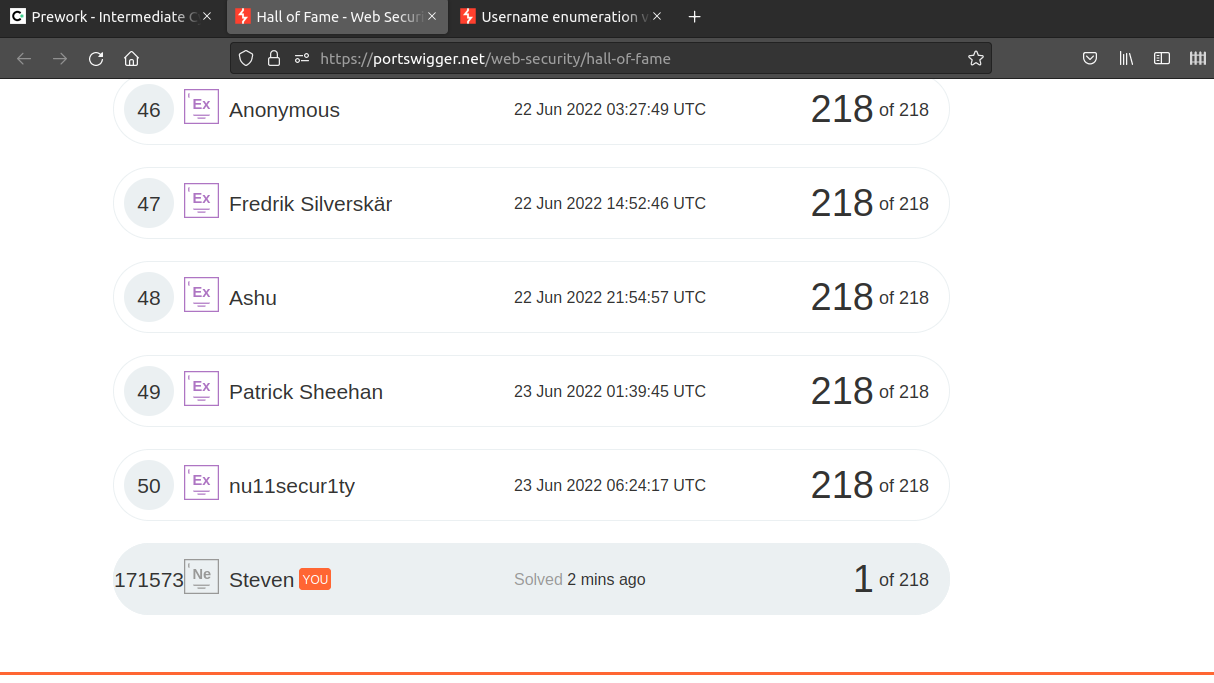 Prework - Intermediate C
Hall of Fame - Web Securi
Username enumeration v
https://portswigger.net/web-security/hall-of-fame
46 Ex Anonymous 22 Jun 2022 03:27:49 UTC 218 of 218
47 Ex Fredrik Silverskär 22 Jun 2022 14:52:46 UTC 218 of 218
48 Ex Ashu 22 Jun 2022 21:54:57 UTC 218 of 218
49 Ex Patrick Sheehan 23 Jun 2022 01:39:45 UTC 218 of 218
50 Ex nu11secur1ty 23 Jun 2022 06:24:17 UTC 218 of 218
171573 Ne Steven YOU Solved 2 mins ago 1 of 218